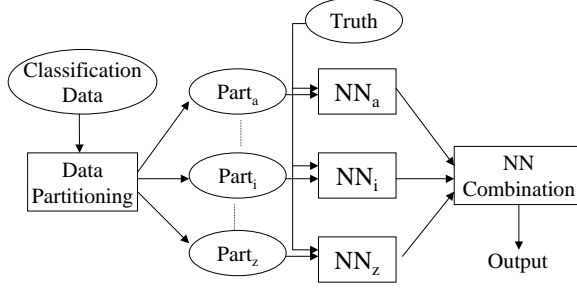 Truth
Classification
Data
Part_a
NN_a
Data
Partitioning
Part_i
NN_i
NN
Combination
Part_z
NN_z
Output